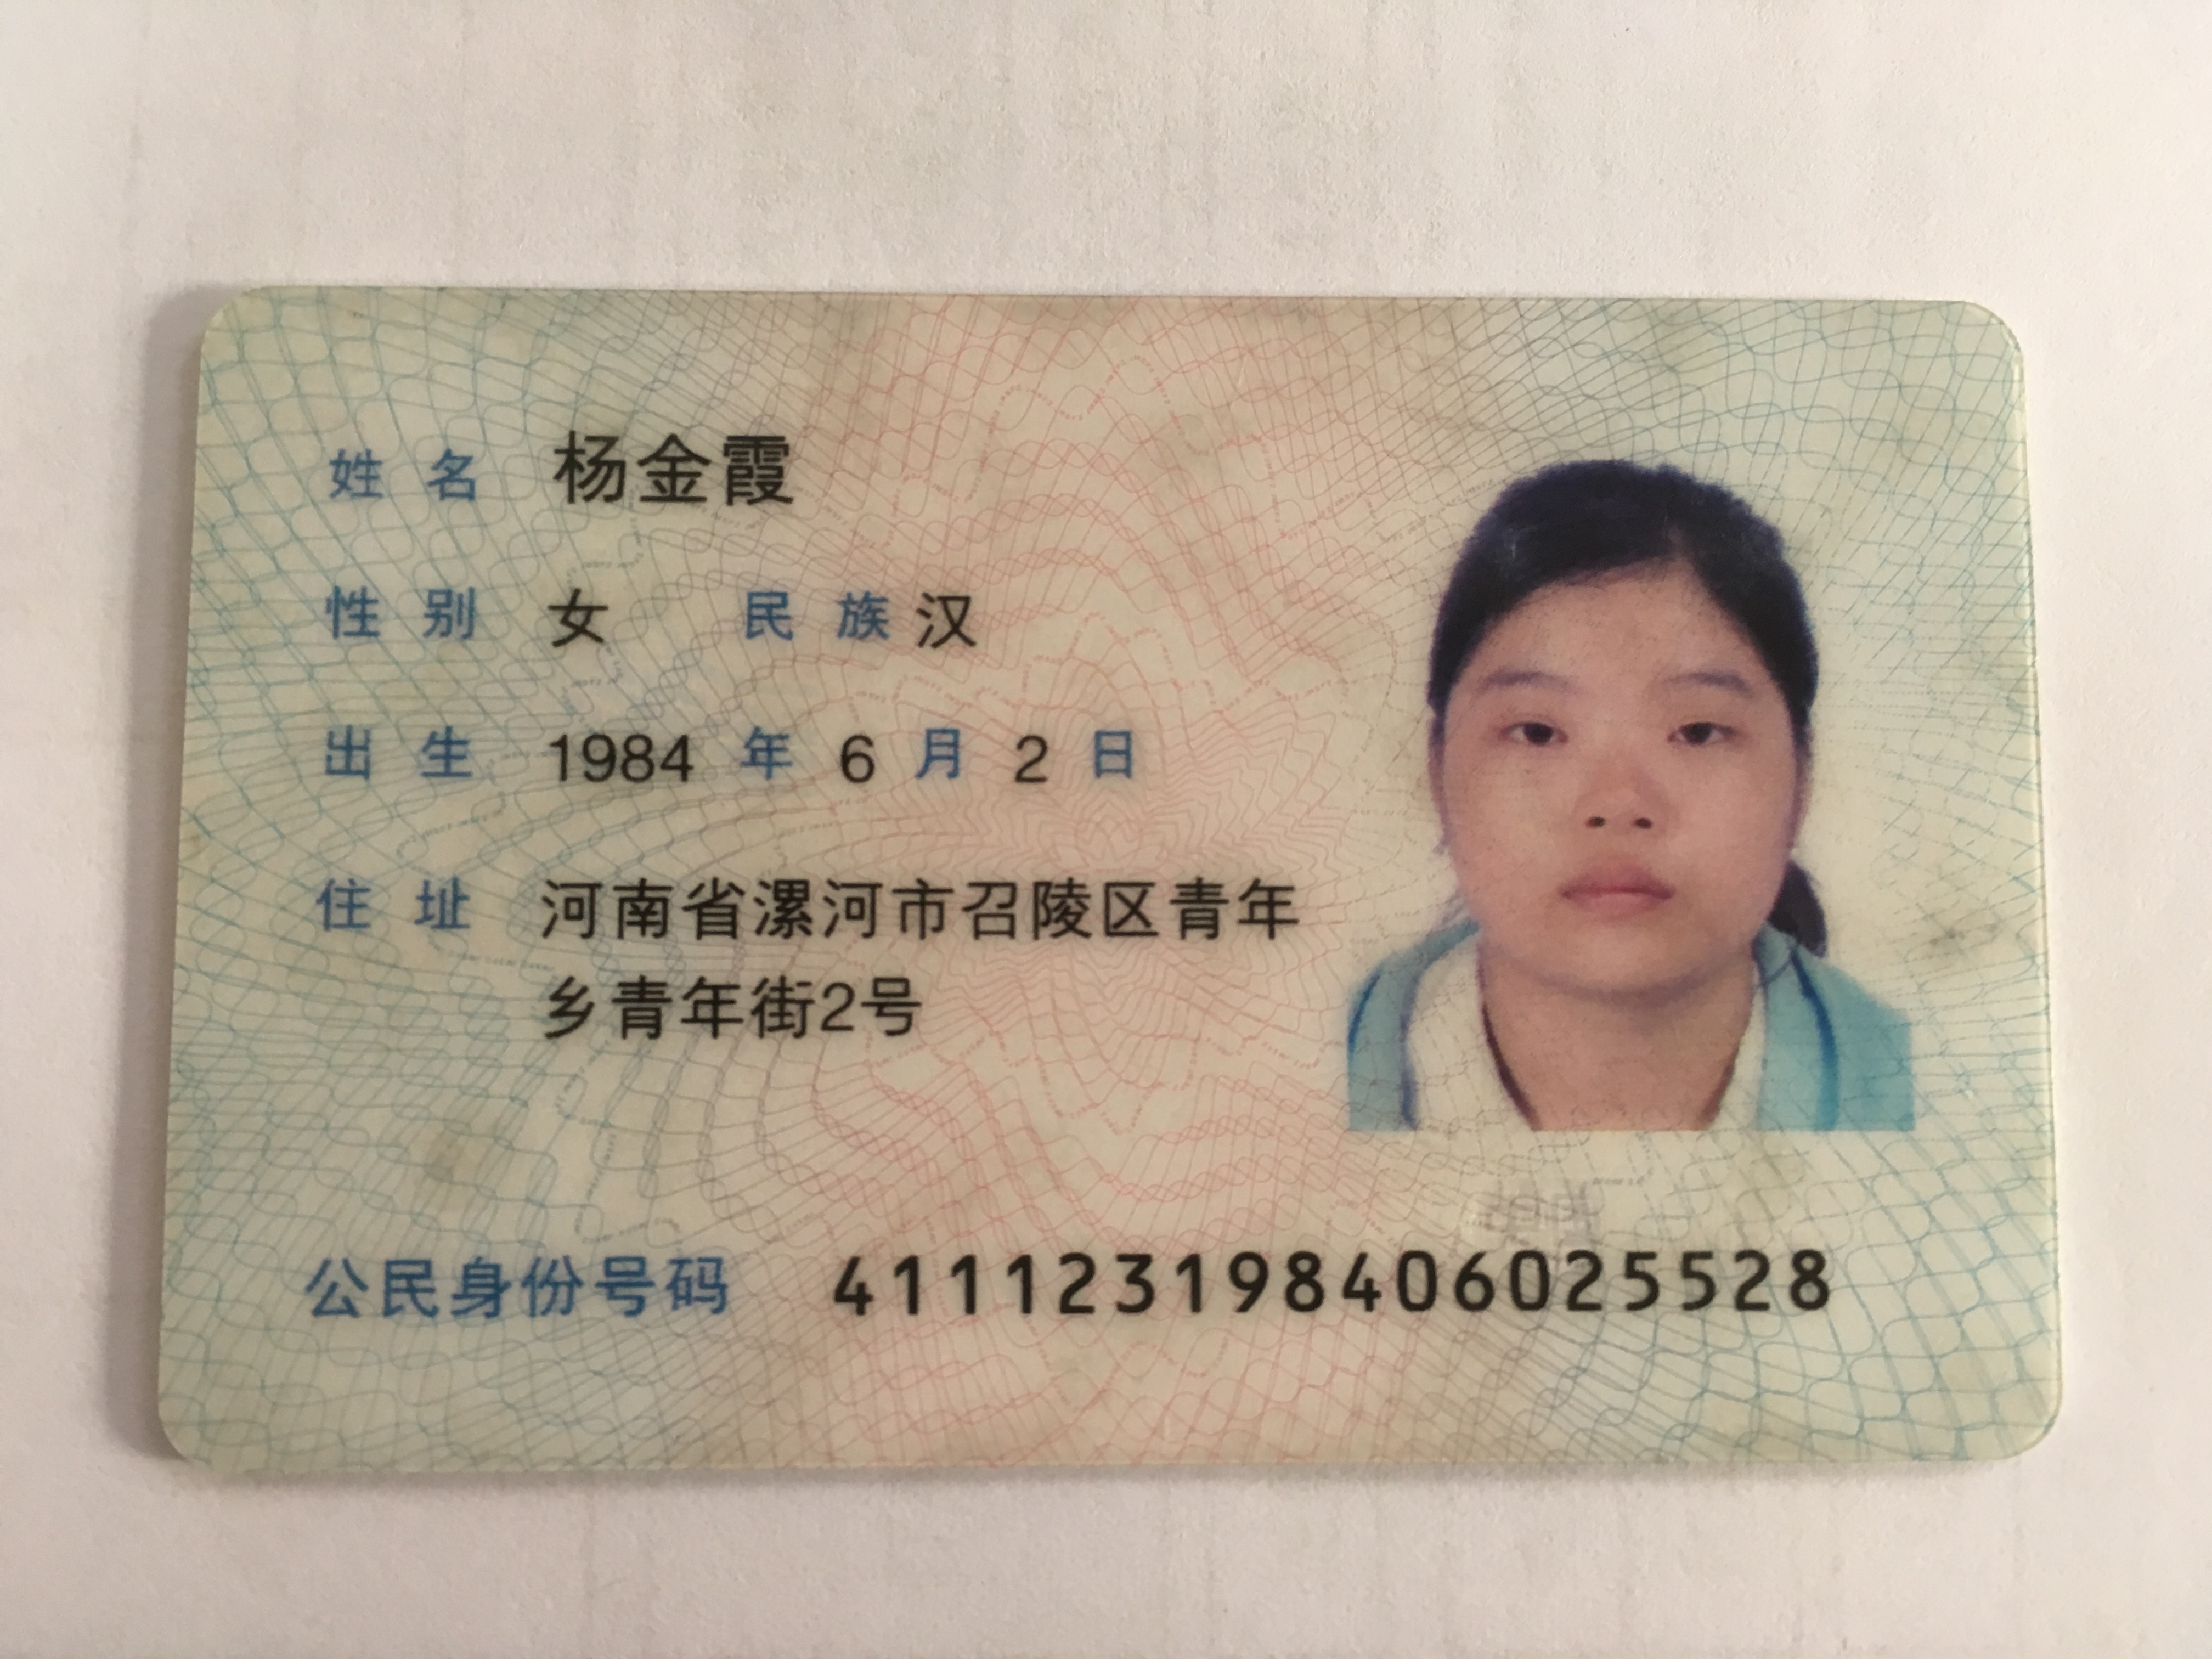 姓名 杨金霞
性别 女 民族 汉
出生 1984 年 6 月 2 日
住址 河南省漯河市召陵区青年
乡青年街2号
公民身份号码 411123198406025528